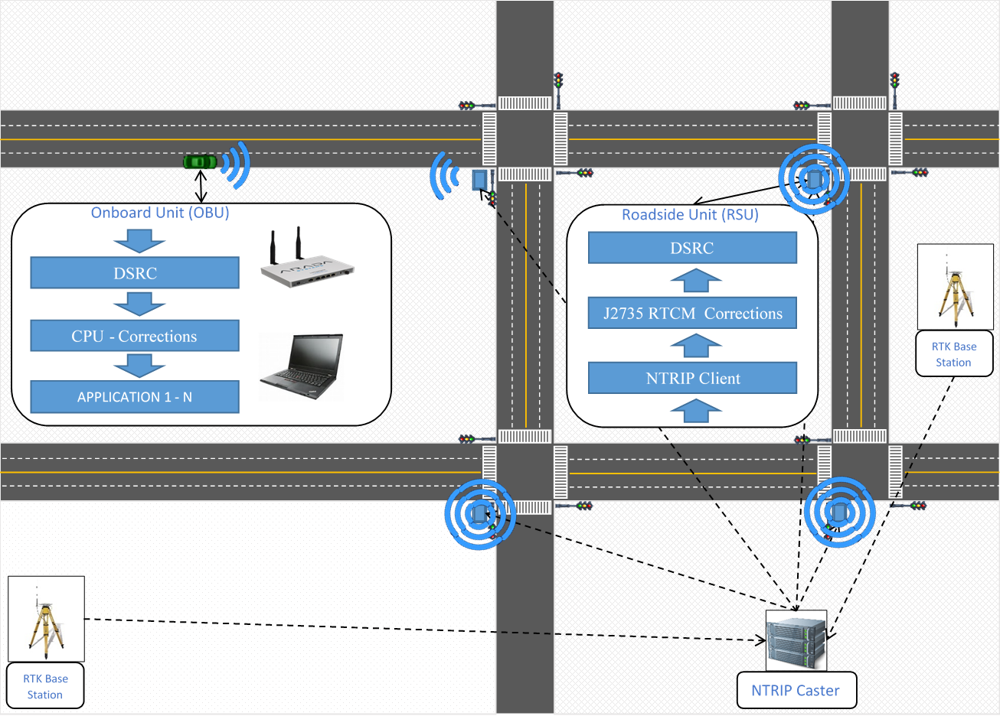 Onboard Unit (OBU)
DSRC
CPU - Corrections
APPLICATION 1 - N
ARADA
Roadside Unit (RSU)
DSRC
J2735 RTCM  Corrections
NTRIP Client
RTK Base
Station
RTK Base
Station
NTRIP Caster